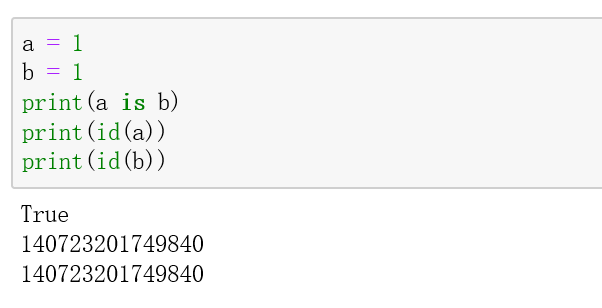 a = 1
b = 1
print(a is b)
print(id(a))
print(id(b))
True
140723201749840
140723201749840